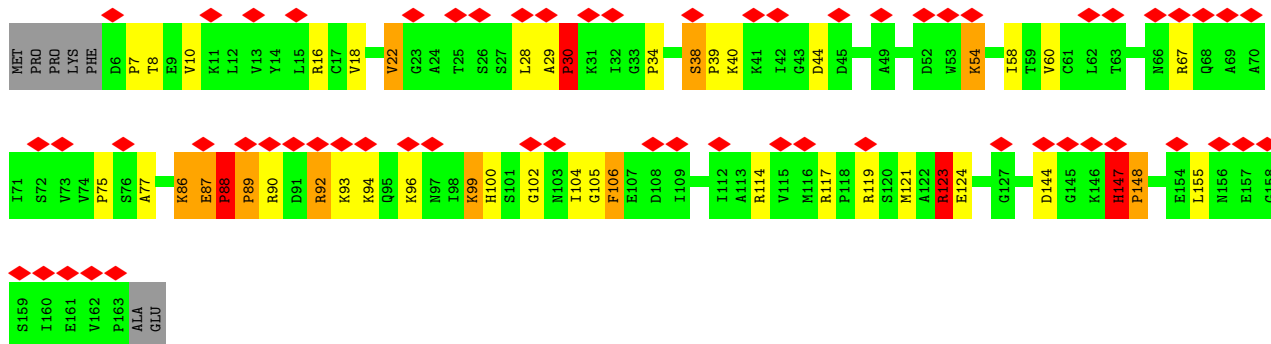 MET PRO PRO LYS PHE D6 P7 T8 E9 V10 K11 L12 V13 Y14 L15 R16 C17 V18 V22 G23 A24 T25 S26 S27 L28 A29 P30 K31 I32 G33 P34 S38 P39 K40 K41 I42 G43 D44 D45 A49 D52 W53 K54 I58 T59 V60 C61 L62 T63 N66 R67 Q68 A69 A70
I71 S72 V73 V74 P75 S76 A77 K86 E87 P88 P89 R90 D91 R92 K93 K94 Q95 K96 N97 I98 K99 H100 S101 G102 N103 I104 G105 F106 E107 D108 I109 I112 A113 R114 V115 M116 R117 P118 R119 S120 M121 A122 R123 E124 G127 D144 G145 K146 H147 P148 E154 L155 N156 E157 G158
S159 I160 E161 V162 P163 ALA GLU